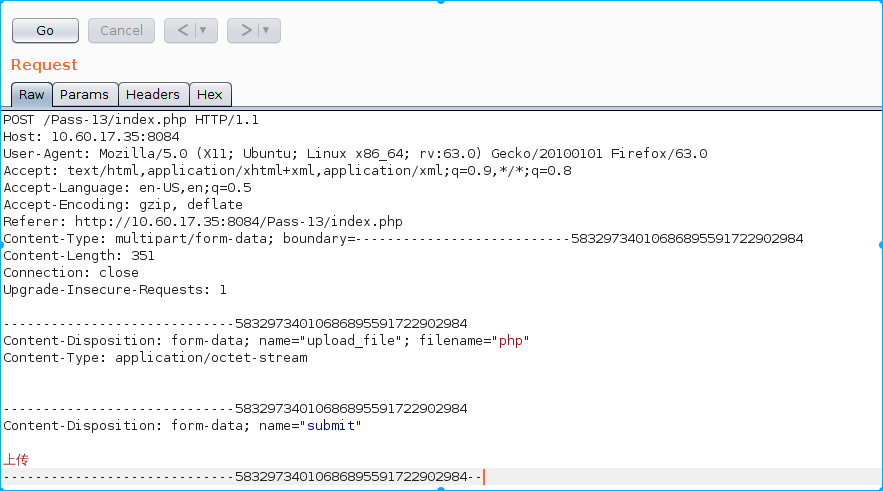 Go Cancel < ▼ > ▼
Request
Raw Params Headers Hex
POST /Pass-13/index.php HTTP/1.1
Host: 10.60.17.35:8084
User-Agent: Mozilla/5.0 (X11; Ubuntu; Linux x86_64; rv:63.0) Gecko/20100101 Firefox/63.0
Accept: text/html,application/xhtml+xml,application/xml;q=0.9,*/*;q=0.8
Accept-Language: en-US,en;q=0.5
Accept-Encoding: gzip, deflate
Referer: http://10.60.17.35:8084/Pass-13/index.php
Content-Type: multipart/form-data; boundary=---------------------------58329734010686895591722902984
Content-Length: 351
Connection: close
Upgrade-Insecure-Requests: 1
-----------------------------58329734010686895591722902984
Content-Disposition: form-data; name="upload_file"; filename="php"
Content-Type: application/octet-stream
-----------------------------58329734010686895591722902984
Content-Disposition: form-data; name="submit"
上传
-----------------------------58329734010686895591722902984--